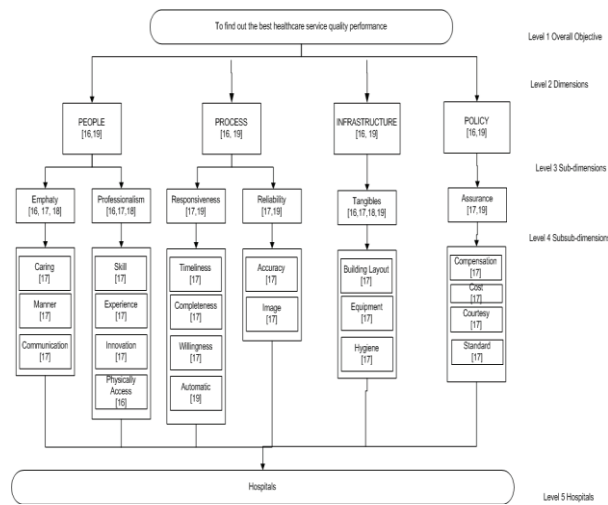 To find out the best healthcare service quality performance
Level 1 Overall Objective
Level 2 Dimensions
PEOPLE
[16,19]
PROCESS
[16, 19]
INFRASTRUCTURE
[16, 19]
POLICY
[16,19]
Level 3 Sub-dimensions
Emphaty
[16, 17, 18]
Professionalism
[16,17,18]
Responsiveness
[17,19]
Reliability
[17,19]
Tangibles
[16,17,18,19]
Assurance
[17,19]
Level 4 Subsub-dimensions
Caring
[17]
Manner
[17]
Communication
[17]
Skill
[17]
Experience
[17]
Innovation
[17]
Physically
Access
[16]
Timeliness
[17]
Completeness
[17]
Willingness
[17]
Automatic
[19]
Accuracy
[17]
Image
[17]
Building Layout
[17]
Equipment
[17]
Hygiene
[17]
Compensation
[17]
Cost
[17]
Courtesy
[17]
Standard
[17]
Hospitals
Level 5 Hospitals